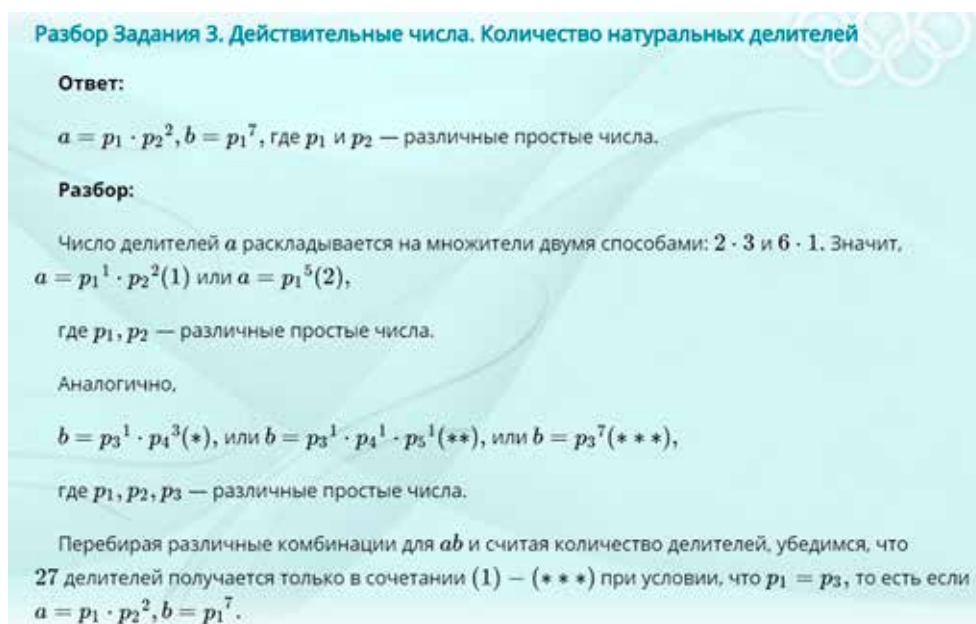 Разбор Задания 3. Действительные числа. Количество натуральных делителей
Ответ:
a = p₁ · p₂², b = p₁⁷, где p₁ и p₂ — различные простые числа.
Разбор:
Число делителей a раскладывается на множители двумя способами: 2 · 3 и 6 · 1. Значит,
a = p₁¹ · p₂²(1) или a = p₁⁵(2),
где p₁, p₂ — различные простые числа.
Аналогично,
b = p₃¹ · p₄³(∗), или b = p₃¹ · p₄¹ · p₅¹(∗∗), или b = p₃⁷(∗ ∗ ∗),
где p₁, p₂, p₃ — различные простые числа.
Перебирая различные комбинации для ab и считая количество делителей, убедимся, что
27 делителей получается только в сочетании (1) − (∗ ∗ ∗) при условии, что p₁ = p₃, то есть если
a = p₁ · p₂², b = p₁⁷.